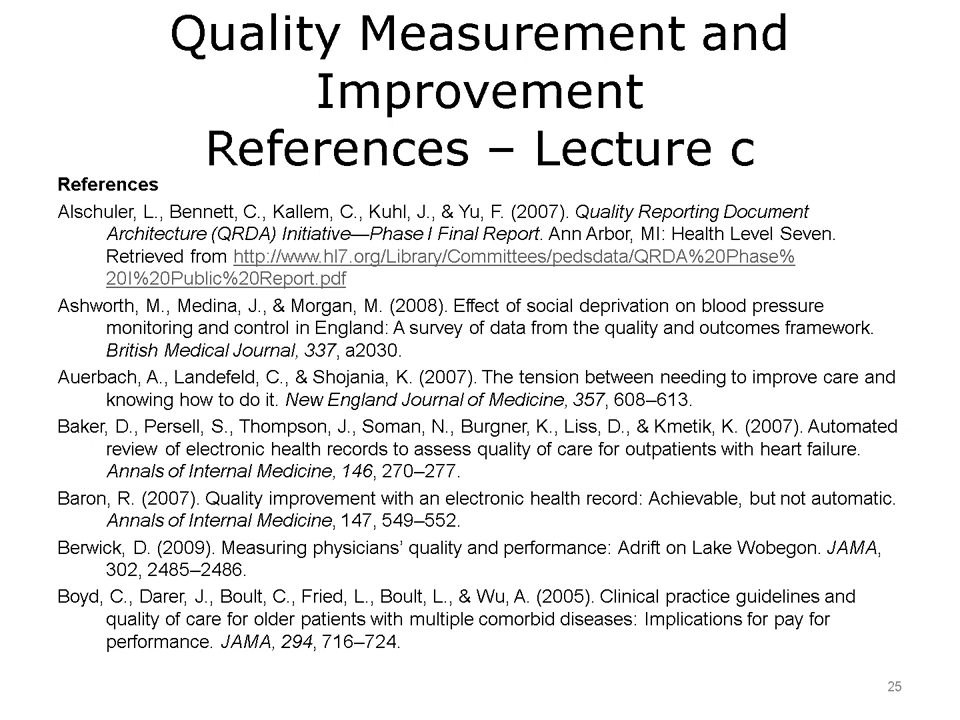 Quality Measurement and
Improvement
References – Lecture c
References
Alschuler, L., Bennett, C., Kallem, C., Kuhl, J., & Yu, F. (2007). Quality Reporting Document
Architecture (QRDA) Initiative—Phase I Final Report. Ann Arbor, MI: Health Level Seven.
Retrieved from http://www.hl7.org/Library/Committees/pedsdata/QRDA%20Phase%
20I%20Public%20Report.pdf
Ashworth, M., Medina, J., & Morgan, M. (2008). Effect of social deprivation on blood pressure
monitoring and control in England: A survey of data from the quality and outcomes framework.
British Medical Journal, 337, a2030.
Auerbach, A., Landefeld, C., & Shojania, K. (2007). The tension between needing to improve care and
knowing how to do it. New England Journal of Medicine, 357, 608–613.
Baker, D., Persell, S., Thompson, J., Soman, N., Burgner, K., Liss, D., & Kmetik, K. (2007). Automated
review of electronic health records to assess quality of care for outpatients with heart failure.
Annals of Internal Medicine, 146, 270–277.
Baron, R. (2007). Quality improvement with an electronic health record: Achievable, but not automatic.
Annals of Internal Medicine, 147, 549–552.
Berwick, D. (2009). Measuring physicians’ quality and performance: Adrift on Lake Wobegon. JAMA,
302, 2485–2486.
Boyd, C., Darer, J., Boult, C., Fried, L., Boult, L., & Wu, A. (2005). Clinical practice guidelines and
quality of care for older patients with multiple comorbid diseases: Implications for pay for
performance. JAMA, 294, 716–724.
25